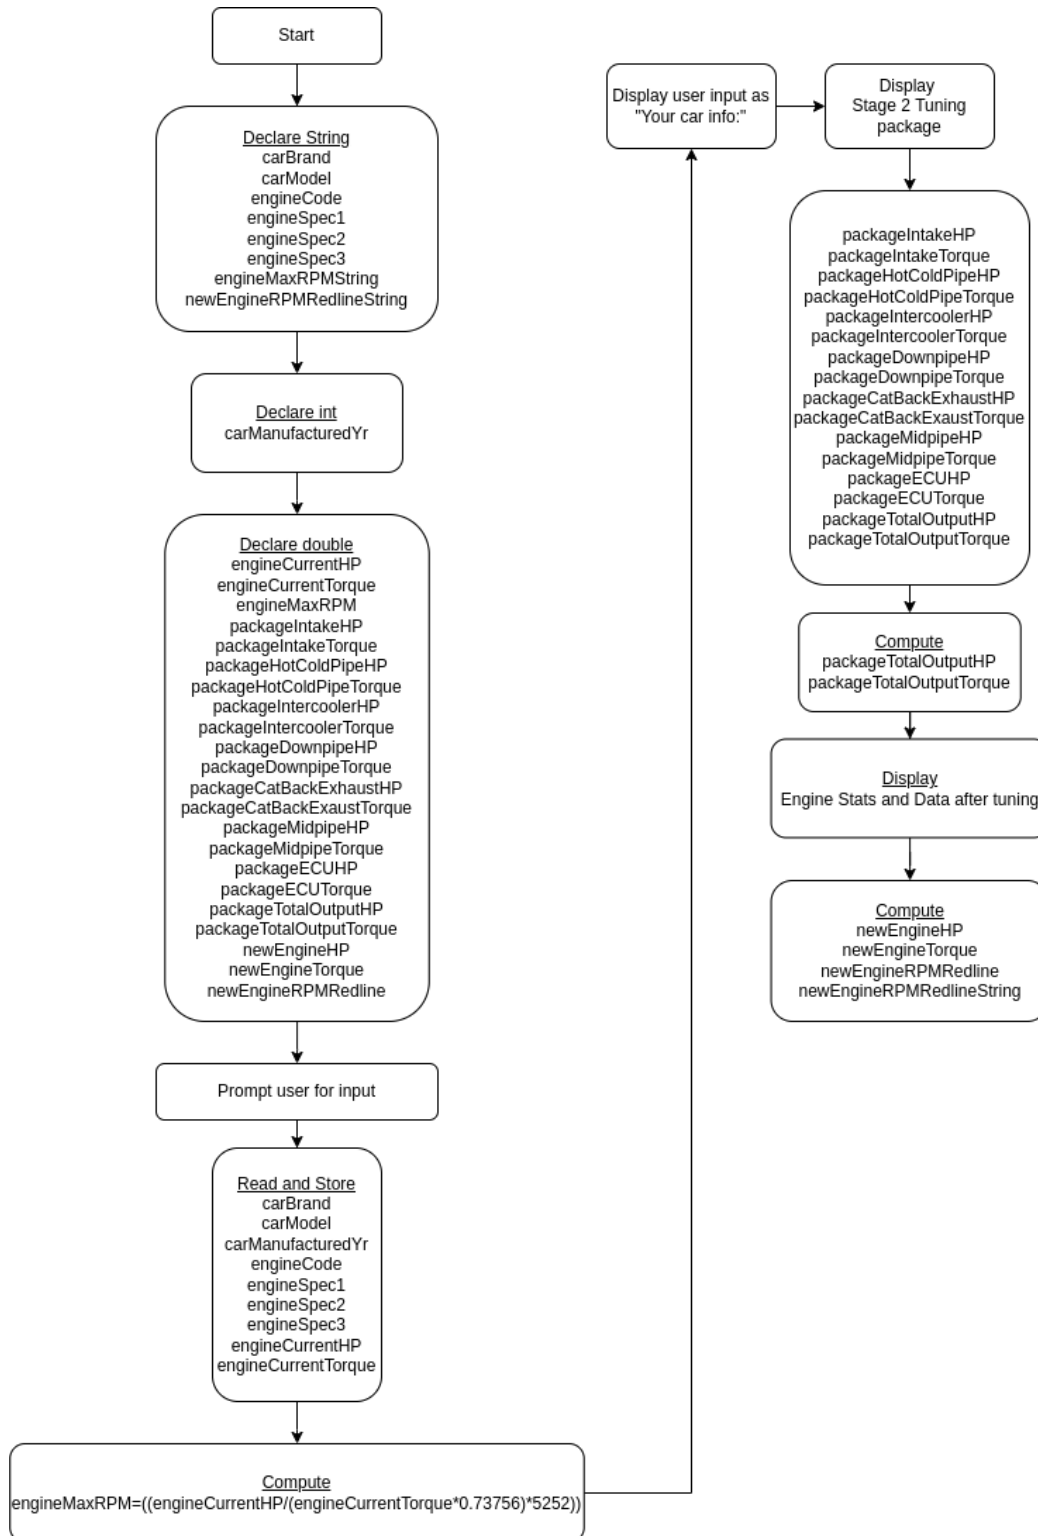 Start
Declare String
carBrand
carModel
engineCode
engineSpec1
engineSpec2
engineSpec3
engineMaxRPMString
newEngineRPMRedlineString
Declare int
carManufacturedYr
Declare double
engineCurrentHP
engineCurrentTorque
engineMaxRPM
packageIntakeHP
packageIntakeTorque
packageHotColdPipeHP
packageHotColdPipeTorque
packageIntercoolerHP
packageIntercoolerTorque
packageDownpipeHP
packageDownpipeTorque
packageCatBackExhaustHP
packageCatBackExaustTorque
packageMidpipeHP
packageMidpipeTorque
packageECUHP
packageECUTorque
packageTotalOutputHP
packageTotalOutputTorque
newEngineHP
newEngineTorque
newEngineRPMRedline
Prompt user for input
Read and Store
carBrand
carModel
carManufacturedYr
engineCode
engineSpec1
engineSpec2
engineSpec3
engineCurrentHP
engineCurrentTorque
Compute
engineMaxRPM=((engineCurrentHP/(engineCurrentTorque*0.73756)*5252))
Display user input as
"Your car info:"
Display
Stage 2 Tuning
package
packageIntakeHP
packageIntakeTorque
packageHotColdPipeHP
packageHotColdPipeTorque
packageIntercoolerHP
packageIntercoolerTorque
packageDownpipeHP
packageDownpipeTorque
packageCatBackExhaustHP
packageCatBackExaustTorque
packageMidpipeHP
packageMidpipeTorque
packageECUHP
packageECUTorque
packageTotalOutputHP
packageTotalOutputTorque
Compute
packageTotalOutputHP
packageTotalOutputTorque
Display
Engine Stats and Data after tuning
Compute
newEngineHP
newEngineTorque
newEngineRPMRedline
newEngineRPMRedlineString